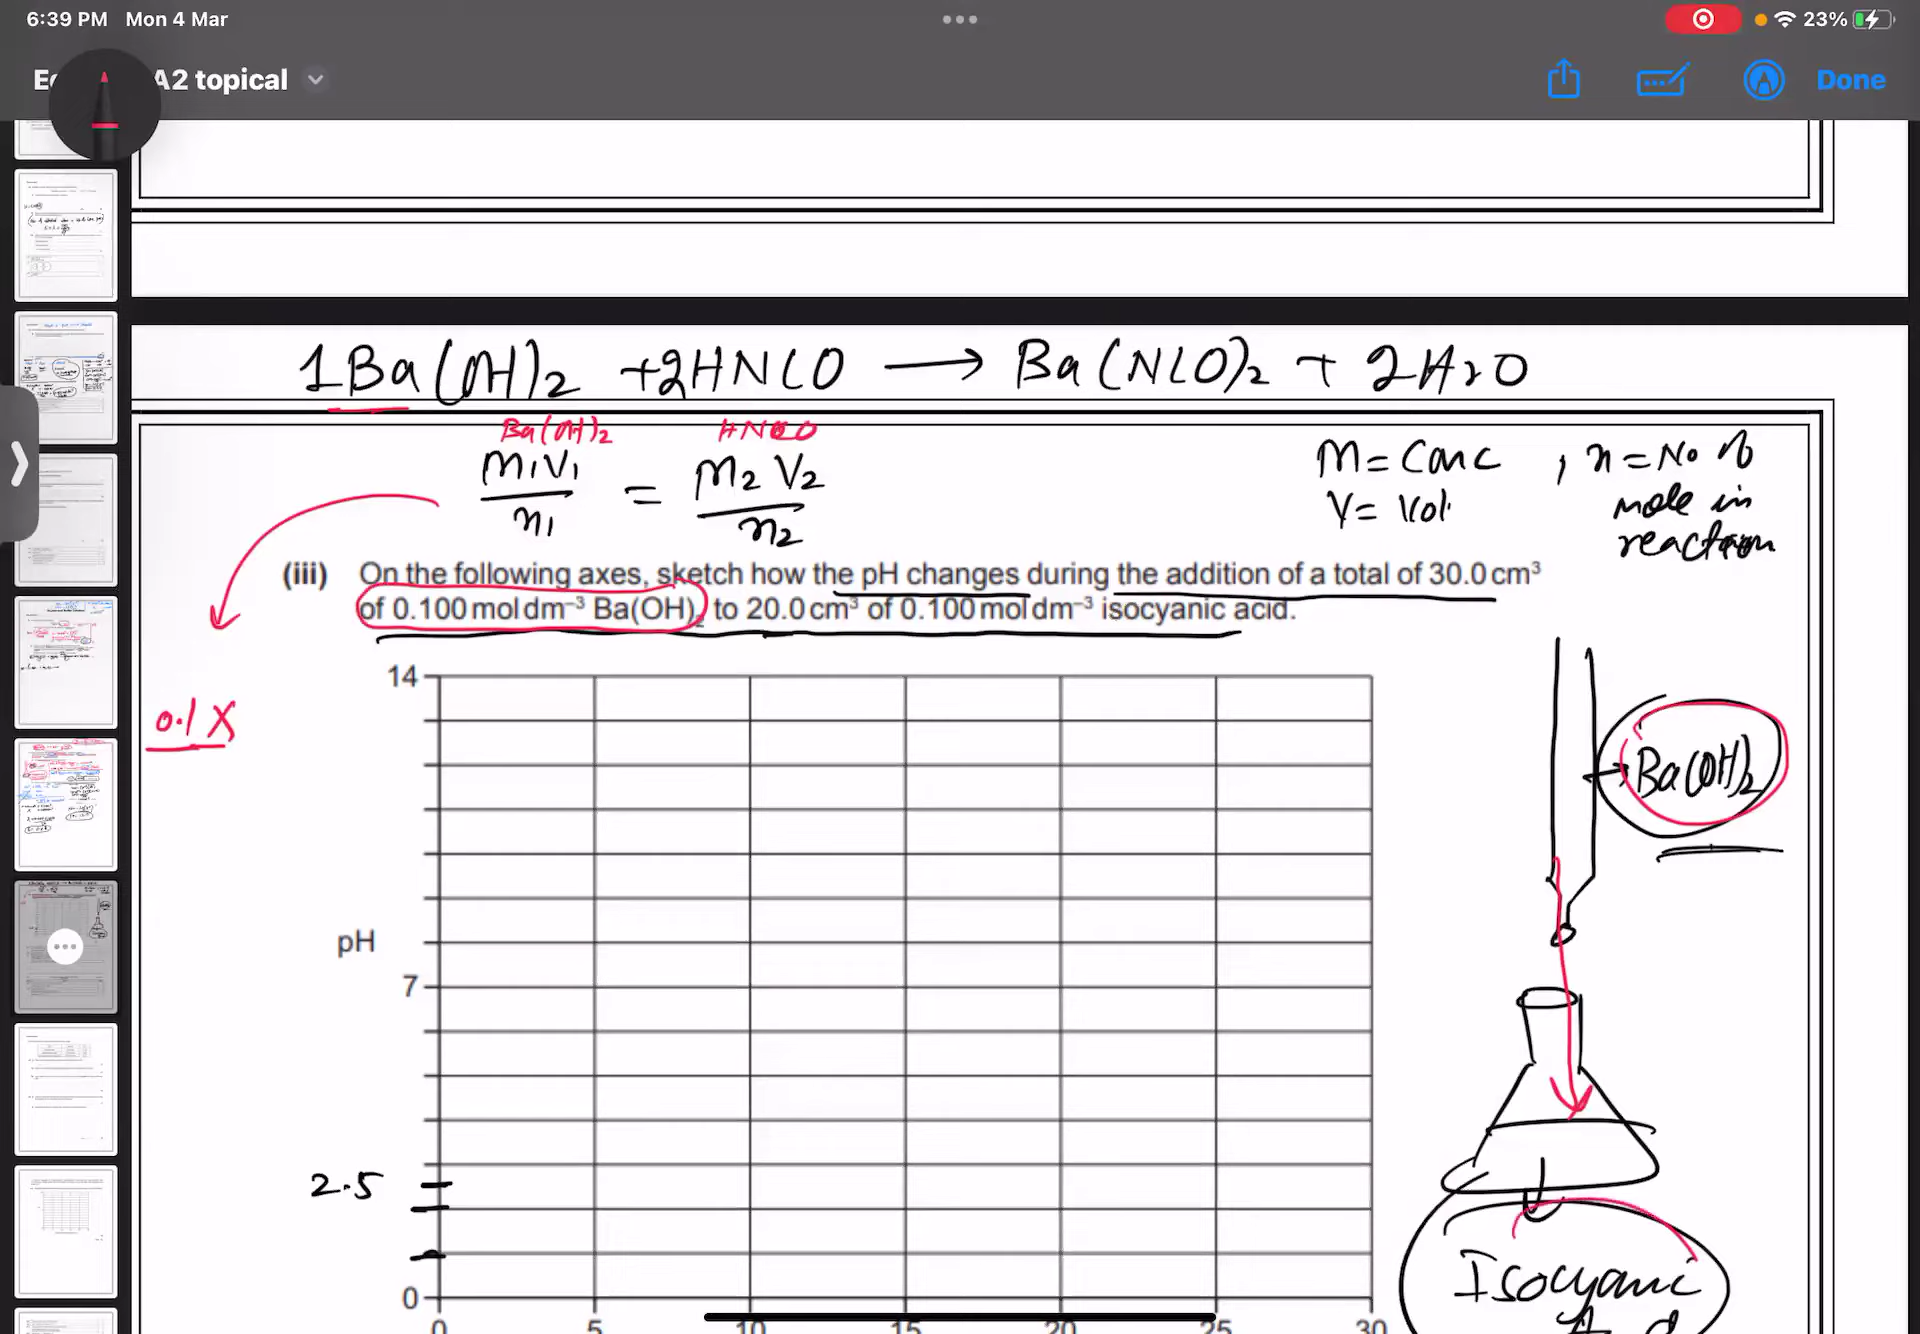 6:39 PM Mon 4 Mar
23%
A2 topical
Done
1Ba(OH)2 +2HNCO → Ba(NCO)2 + 2H2O
Ba(OH)2 HNCO
M1V1 = M2V2
n1 n2
M = Conc , n = No of
V = Vol. mole in
reaction
(iii) On the following axes, sketch how the pH changes during the addition of a total of 30.0 cm³
of 0.100 mol dm⁻³ Ba(OH)₂ to 20.0 cm³ of 0.100 mol dm⁻³ isocyanic acid.
14
0.1 X
Ba(OH)2
pH
7
2.5
Isocyanic
0
0 5 10 15 20 25 30